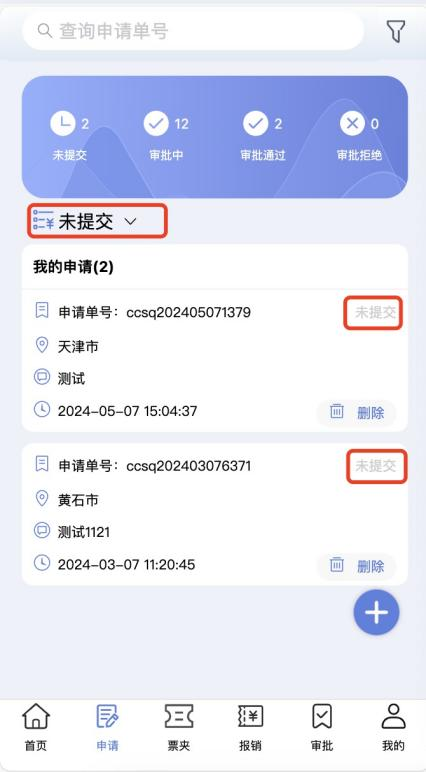 查询申请单号
2 12 2 0
未提交 审批中 审批通过 审批拒绝
未提交
我的申请(2)
申请单号：ccsq202405071379 未提交
天津市
测试
2024-05-07 15:04:37 删除
申请单号：ccsq202403076371 未提交
黄石市
测试1121
2024-03-07 11:20:45 删除
首页 申请 票夹 报销 审批 我的